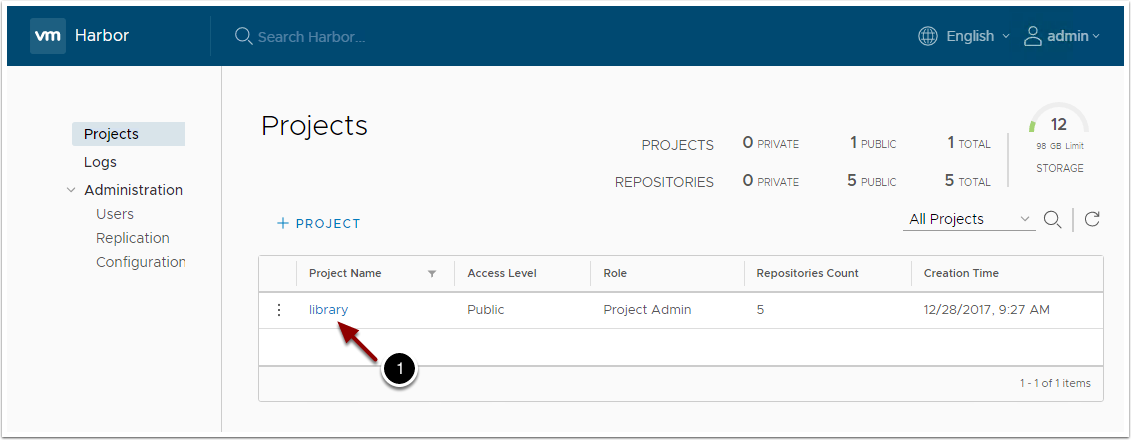 vm Harbor Search Harbor... English admin
Projects
Logs
Administration
Users
Replication
Configuration
Projects
PROJECTS 0 PRIVATE 1 PUBLIC 1 TOTAL
REPOSITORIES 0 PRIVATE 5 PUBLIC 5 TOTAL
12
98 GB Limit
STORAGE
+ PROJECT
All Projects
Project Name Access Level Role Repositories Count Creation Time
library Public Project Admin 5 12/28/2017, 9:27 AM
1
1 - 1 of 1 items